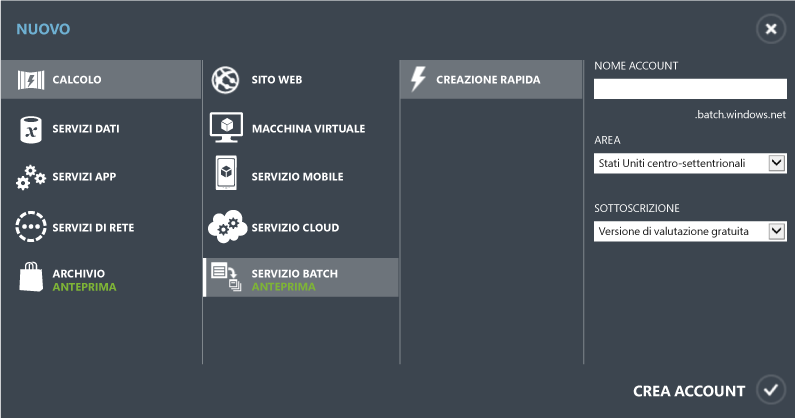 NUOVO
CALCOLO
SERVIZI DATI
SERVIZI APP
SERVIZI DI RETE
ARCHIVIO
ANTEPRIMA
SITO WEB
MACCHINA VIRTUALE
SERVIZIO MOBILE
SERVIZIO CLOUD
SERVIZIO BATCH
ANTEPRIMA
CREAZIONE RAPIDA
NOME ACCOUNT
.batch.windows.net
AREA
Stati Uniti centro-settentrionali
SOTTOSCRIZIONE
Versione di valutazione gratuita
CREA ACCOUNT